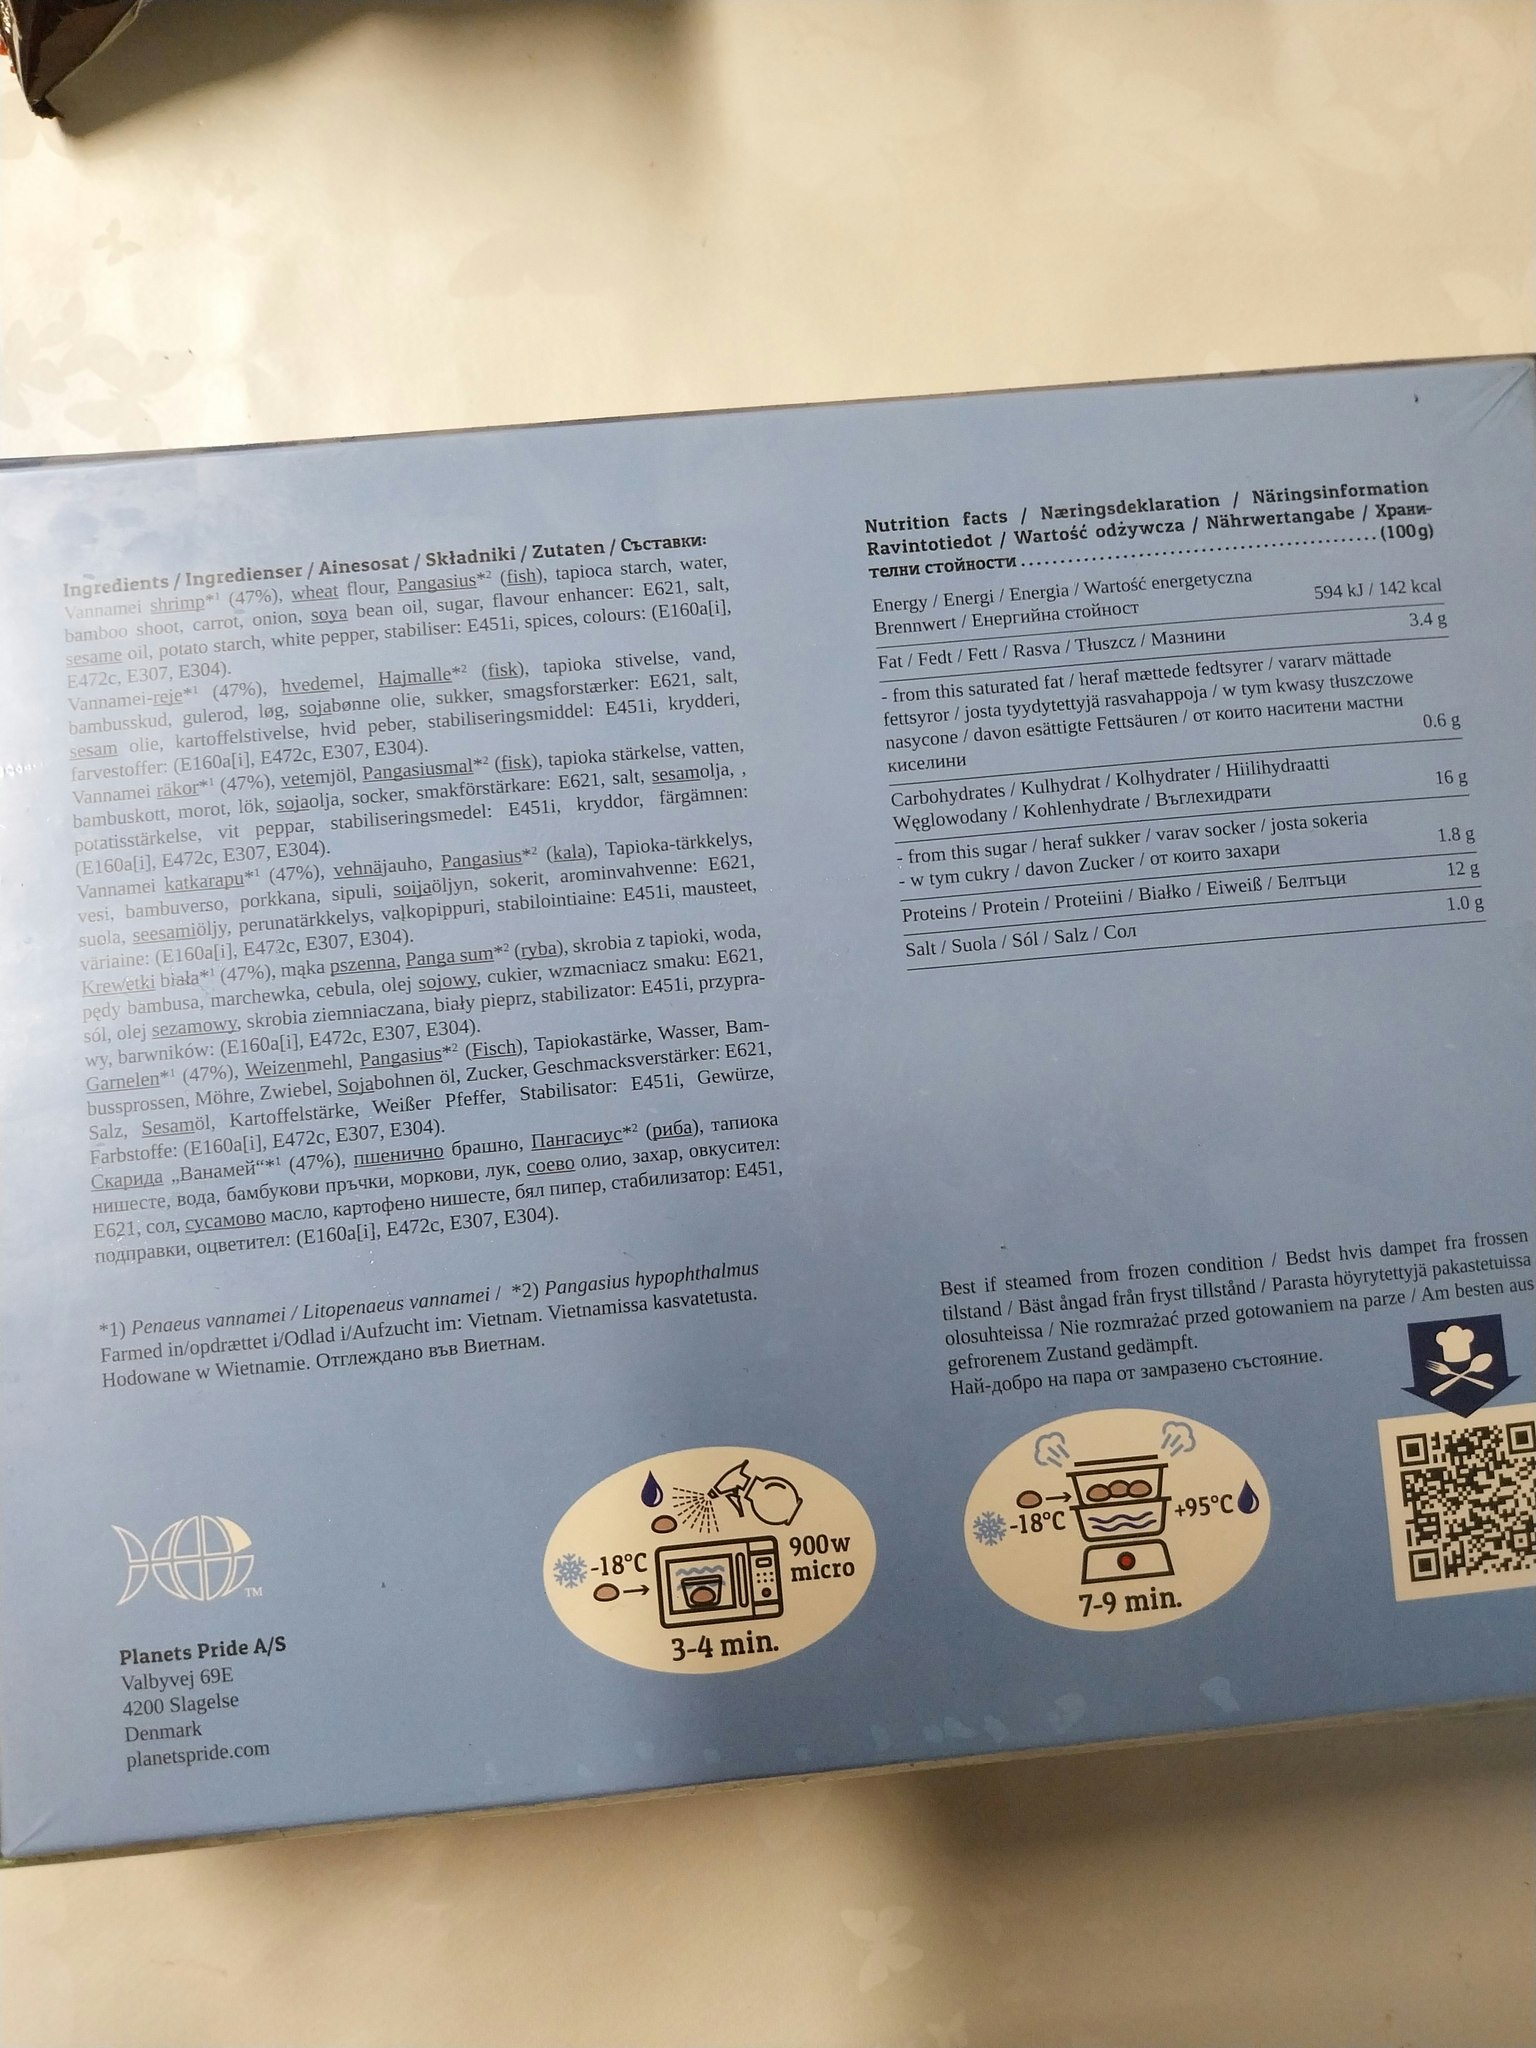 Ingredients / Ingredienser / Ainesosat / Składniki / Zutaten / Съставки:
Vannamei shrimp*1 (47%), wheat flour, Pangasius*2 (fish), tapioca starch, water,
bamboo shoot, carrot, onion, soya bean oil, sugar, flavour enhancer: E621, salt,
sesame oil, potato starch, white pepper, stabiliser: E451i, spices, colours: (E160a[i],
E472c, E307, E304).
Vannamei-reje*1 (47%), hvedemel, Hajmalle*2 (fisk), tapioka stivelse, vand,
bambusskud, gulerod, løg, sojabønne olie, sukker, smagsforstærker: E621, salt,
sesam olie, kartoffelstivelse, hvid peber, stabiliseringsmiddel: E451i, krydderi,
farvestoffer: (E160a[i], E472c, E307, E304).
Vannamei räkor*1 (47%), vetemjöl, Pangasiusmal*2 (fisk), tapioka stärkelse, vatten,
bambuskott, morot, lök, sojaolja, socker, smakförstärkare: E621, salt, sesamolja, ,
potatisstärkelse, vit peppar, stabiliseringsmedel: E451i, kryddor, färgämnen:
(E160a[i], E472c, E307, E304).
Vannamei katkarapu*1 (47%), vehnäjauho, Pangasius*2 (kala), Tapioka-tärkkelys,
vesi, bambuverso, porkkana, sipuli, soijaöljyn, sokerit, arominvahvenne: E621,
suola, seesamiöljy, perunatärkkelys, valkopippuri, stabilointiaine: E451i, mausteet,
väriaine: (E160a[i], E472c, E307, E304).
Krewetki biała*1 (47%), mąka pszenna, Panga sum*2 (ryba), skrobia z tapioki, woda,
pędy bambusa, marchewka, cebula, olej sojowy, cukier, wzmacniacz smaku: E621,
sól, olej sezamowy, skrobia ziemniaczana, biały pieprz, stabilizator: E451i, przypra-
wy, barwników: (E160a[i], E472c, E307, E304).
Garnelen*1 (47%), Weizenmehl, Pangasius*2 (Fisch), Tapiokastärke, Wasser, Bam-
bussprossen, Möhre, Zwiebel, Sojabohnen öl, Zucker, Geschmacksverstärker: E621,
Salz, Sesamöl, Kartoffelstärke, Weißer Pfeffer, Stabilisator: E451i, Gewürze,
Farbstoffe: (E160a[i], E472c, E307, E304).
Скарида „Ванамей“*1 (47%), пшенично брашно, Пангасиус*2 (риба), тапиока
нишесте, вода, бамбукови пръчки, моркови, лук, соево олио, захар, овкусител:
E621, сол, сусамово масло, картофено нишесте, бял пипер, стабилизатор: E451,
подправки, оцветител: (E160a[i], E472c, E307, E304).
*1) Penaeus vannamei / Litopenaeus vannamei / *2) Pangasius hypophthalmus
Farmed in/opdrættet i/Odlad i/Aufzucht im: Vietnam. Vietnamissa kasvatetusta.
Hodowane w Wietnamie. Отглеждано във Виетнам.
TM
Planets Pride A/S
Valbyvej 69E
4200 Slagelse
Denmark
planetspride.com
-18°C
900w
micro
3-4 min.
Nutrition facts / Næringsdeklaration / Näringsinformation
Ravintotiedot / Wartość odżywcza / Nährwertangabe / Храни-
телни стойности ............................................ (100g)
Energy / Energi / Energia / Wartość energetyczna
Brennwert / Енергийна стойност 594 kJ / 142 kcal
Fat / Fedt / Fett / Rasva / Tłuszcz / Мазнини 3.4 g
- from this saturated fat / heraf mættede fedtsyrer / vararv mättade
fettsyror / josta tyydytettyjä rasvahappoja / w tym kwasy tłuszczowe
nasycone / davon esättigte Fettsäuren / от които наситени мастни
киселини 0.6 g
Carbohydrates / Kulhydrat / Kolhydrater / Hiilihydraatti
Węglowodany / Kohlenhydrate / Въглехидрати 16 g
- from this sugar / heraf sukker / varav socker / josta sokeria
- w tym cukry / davon Zucker / от които захари 1.8 g
Proteins / Protein / Proteiini / Białko / Eiweiß / Белтъци 12 g
Salt / Suola / Sól / Salz / Сол 1.0 g
Best if steamed from frozen condition / Bedst hvis dampet fra frossen
tilstand / Bäst ångad från fryst tillstånd / Parasta höyrytettyjä pakastetuissa
olosuhteissa / Nie rozmrażać przed gotowaniem na parze / Am besten aus
gefrorenem Zustand gedämpft.
Най-добро на пара от замразено състояние.
-18°C
+95°C
7-9 min.